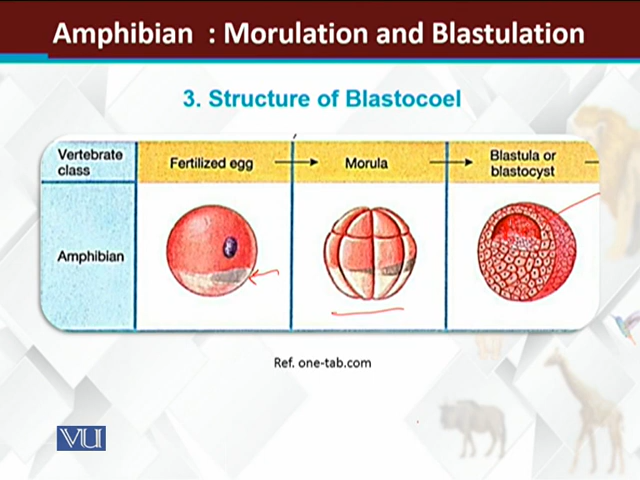 Amphibian : Morulation and Blastulation
3. Structure of Blastocoel
Vertebrate
class
Fertilized egg
Morula
Blastula or
blastocyst
Amphibian
Ref. one-tab.com
VU